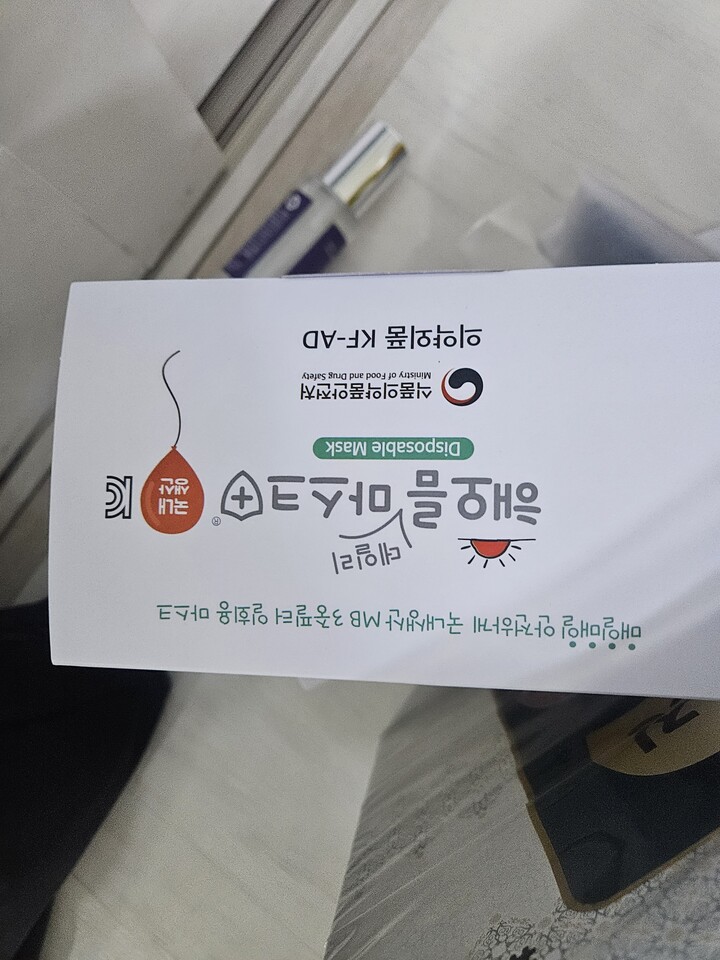 매일매일 안전하게 국내생산 MB 3중필터 일회용 마스크
데일리
해오름 마스크
®
국내
생산
Disposable Mask
식품의약품안전처
Ministry of Food and Drug Safety
의약외품 KF-AD